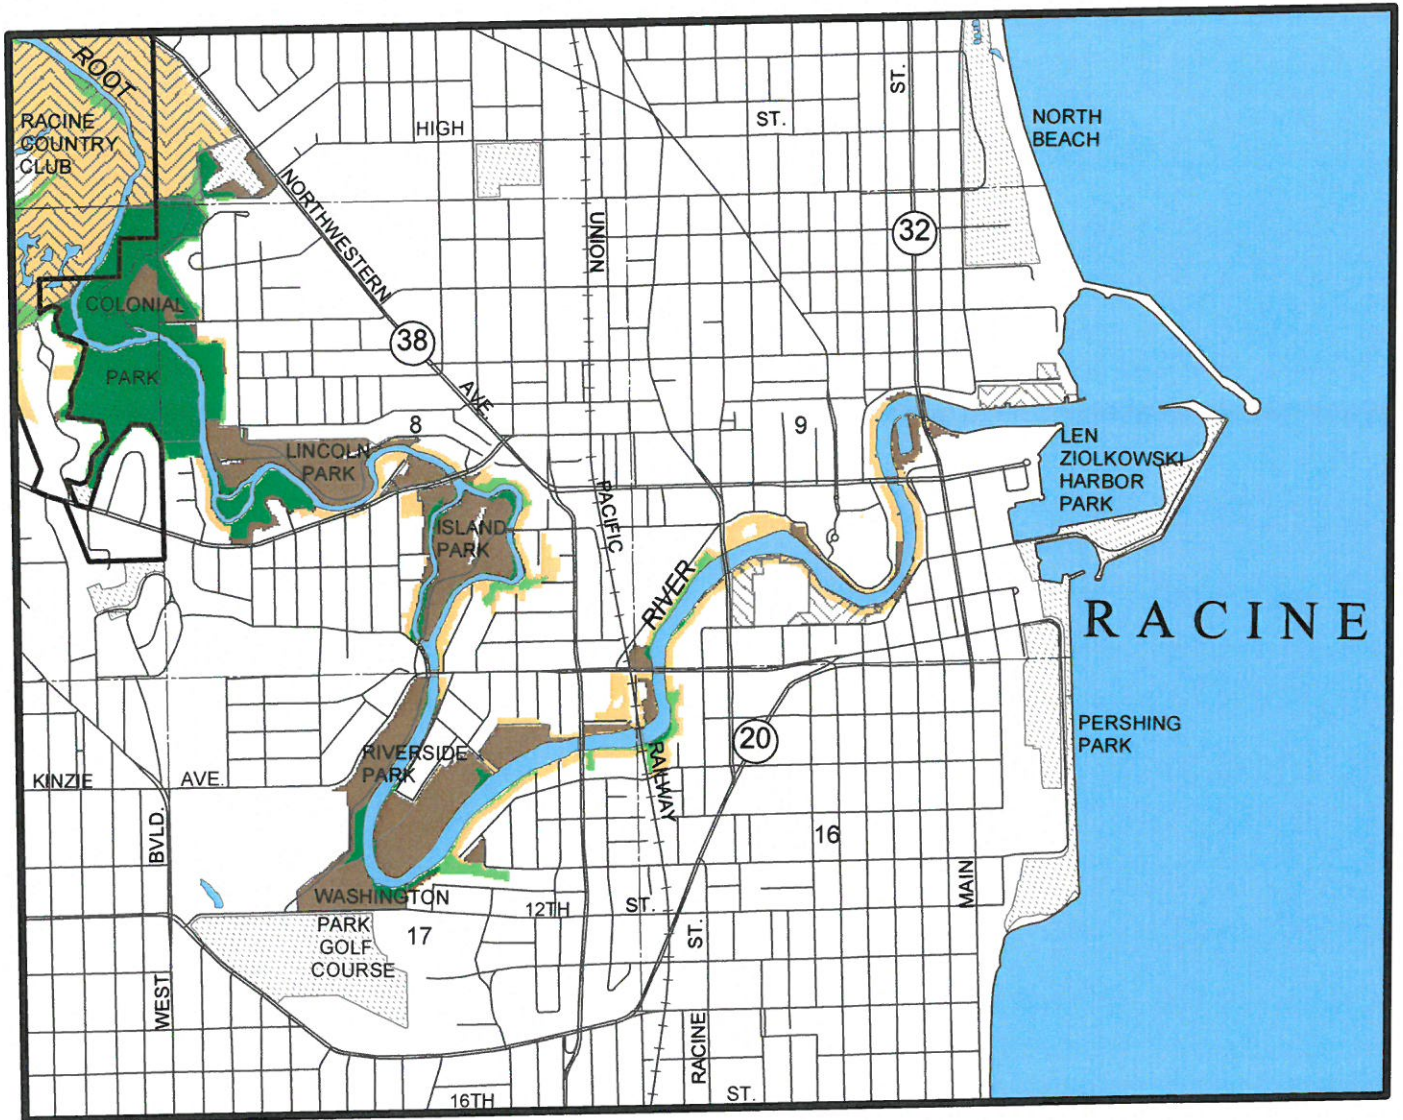 ROOT
RACINE
COUNTRY
CLUB
HIGH
ST.
ST.
NORTH
BEACH
NORTHWESTERN
UNION
32
COLONIAL
38
PARK
AVE.
8
9
LINCOLN
PARK
LEN
ZIOLKOWSKI
HARBOR
PARK
PACIFIC
ISLAND
PARK
RIVER
RACINE
PERSHING
PARK
20
RIVERSIDE
PARK
RAILWAY
KINZIE
AVE.
BVLD.
16
MAIN
WASHINGTON
PARK
GOLF
COURSE
12TH
ST.
17
ST.
WEST
RACINE
16TH
ST.